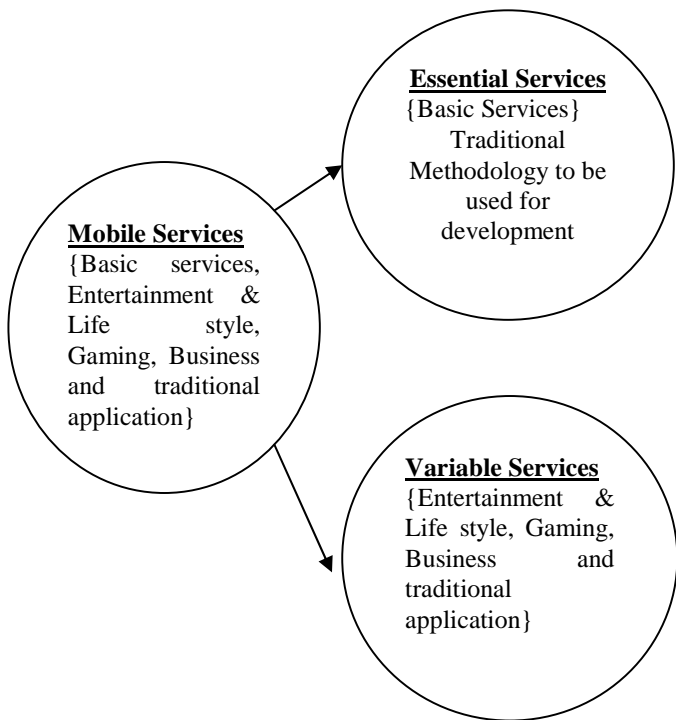 Essential Services
{Basic Services}
Traditional
Methodology to be
used for
development
Mobile Services
{Basic services,
Entertainment &
Life style,
Gaming, Business
and traditional
application}
Variable Services
{Entertainment &
Life style, Gaming,
Business and
traditional
application}